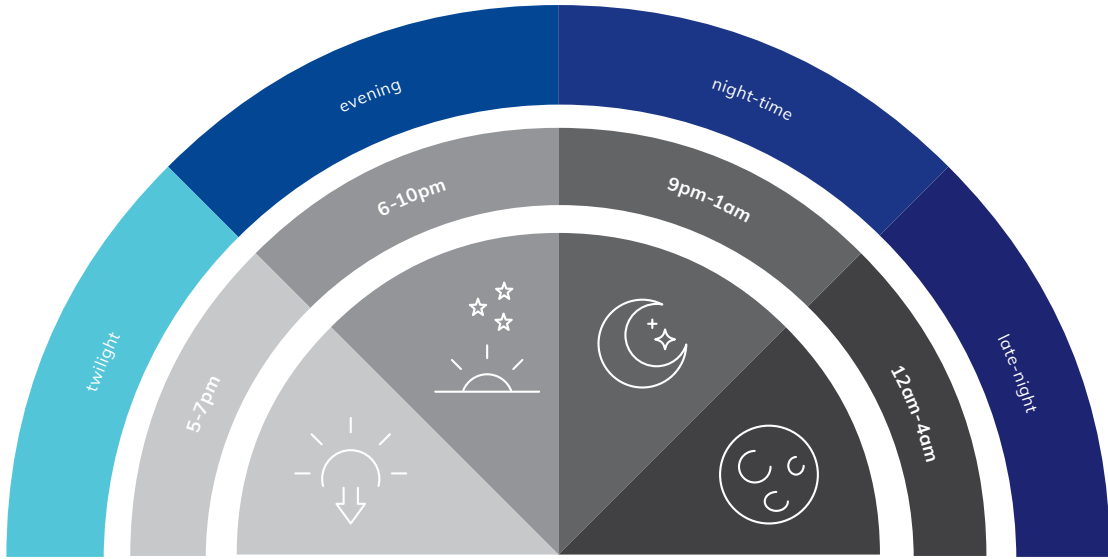 twilight
evening
night-time
late-night
5-7pm
6-10pm
9pm-1am
12am-4am